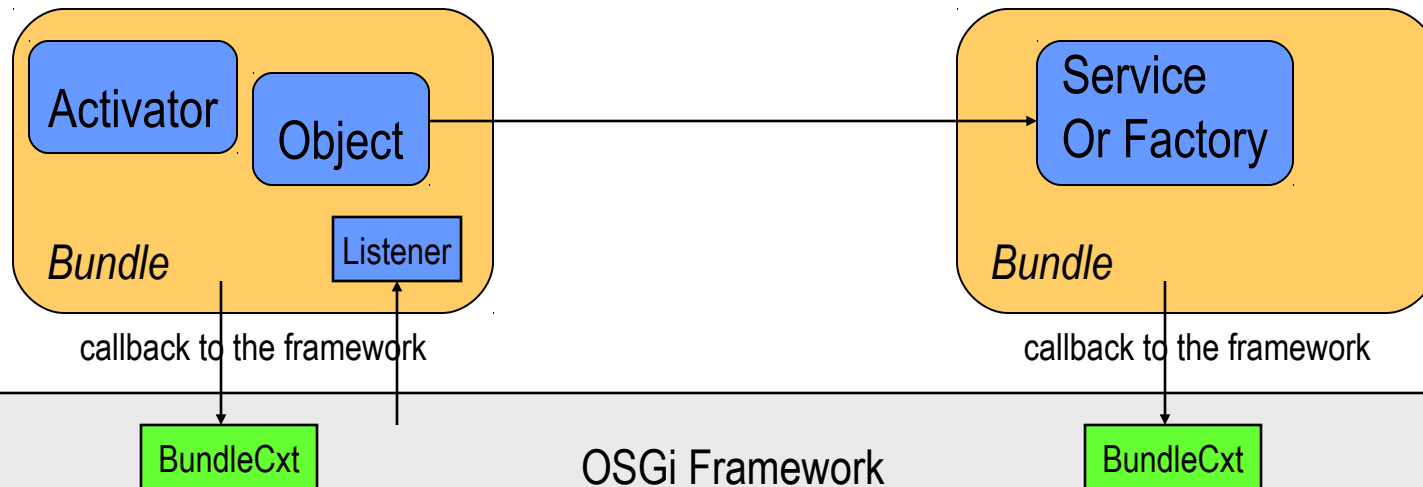 Activator
Object
Listener
Bundle
Service
Or Factory
Bundle
callback to the framework
callback to the framework
BundleCxt
OSGi Framework
BundleCxt